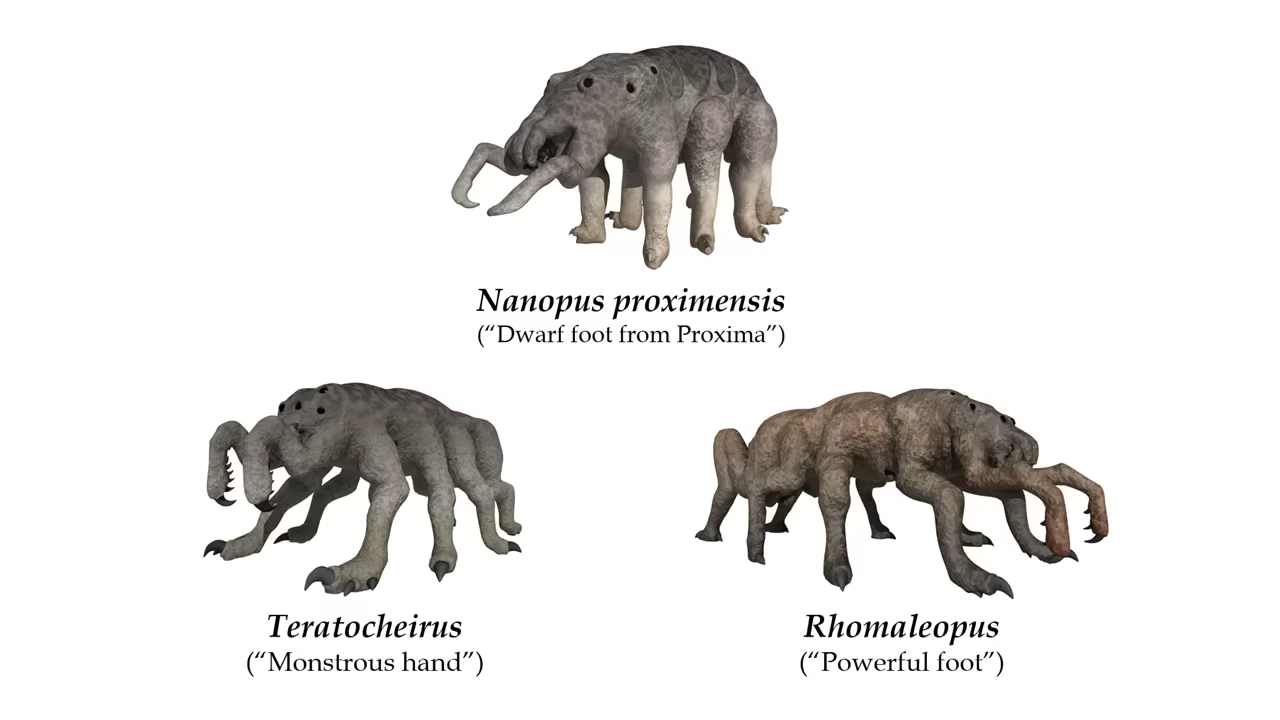 Nanopus proximensis
(“Dwarf foot from Proxima”)
Teratocheirus
(“Monstrous hand”)
Rhomaleopus
(“Powerful foot”)